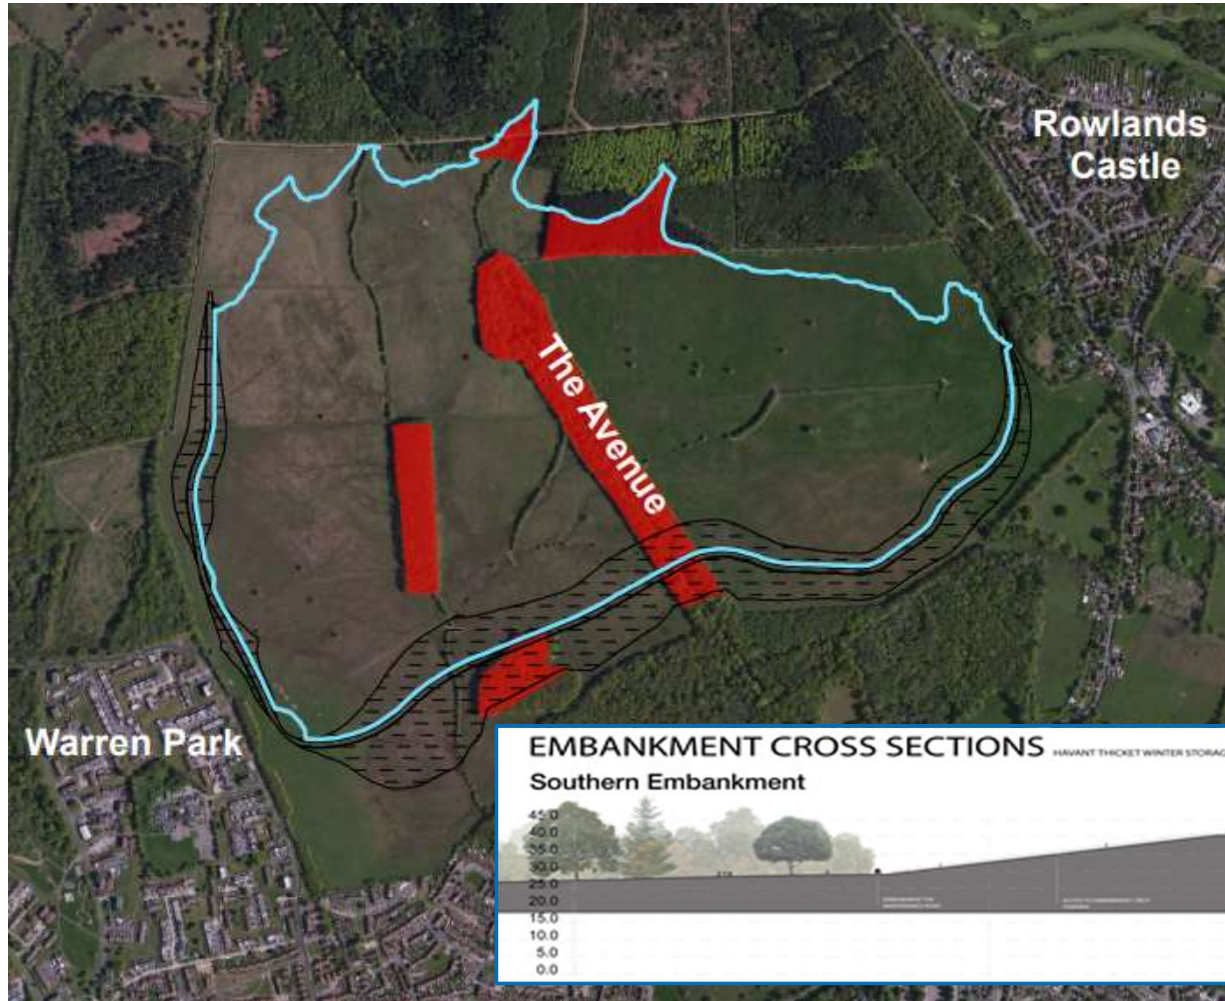 Rowlands
Castle
The Avenue
Warren Park
EMBANKMENT CROSS SECTIONS HAVANT THICKET WINTER STORAG
Southern Embankment
45.0
40.0
35.0
30.0
25.0
20.0
15.0
10.0
5.0
0.0